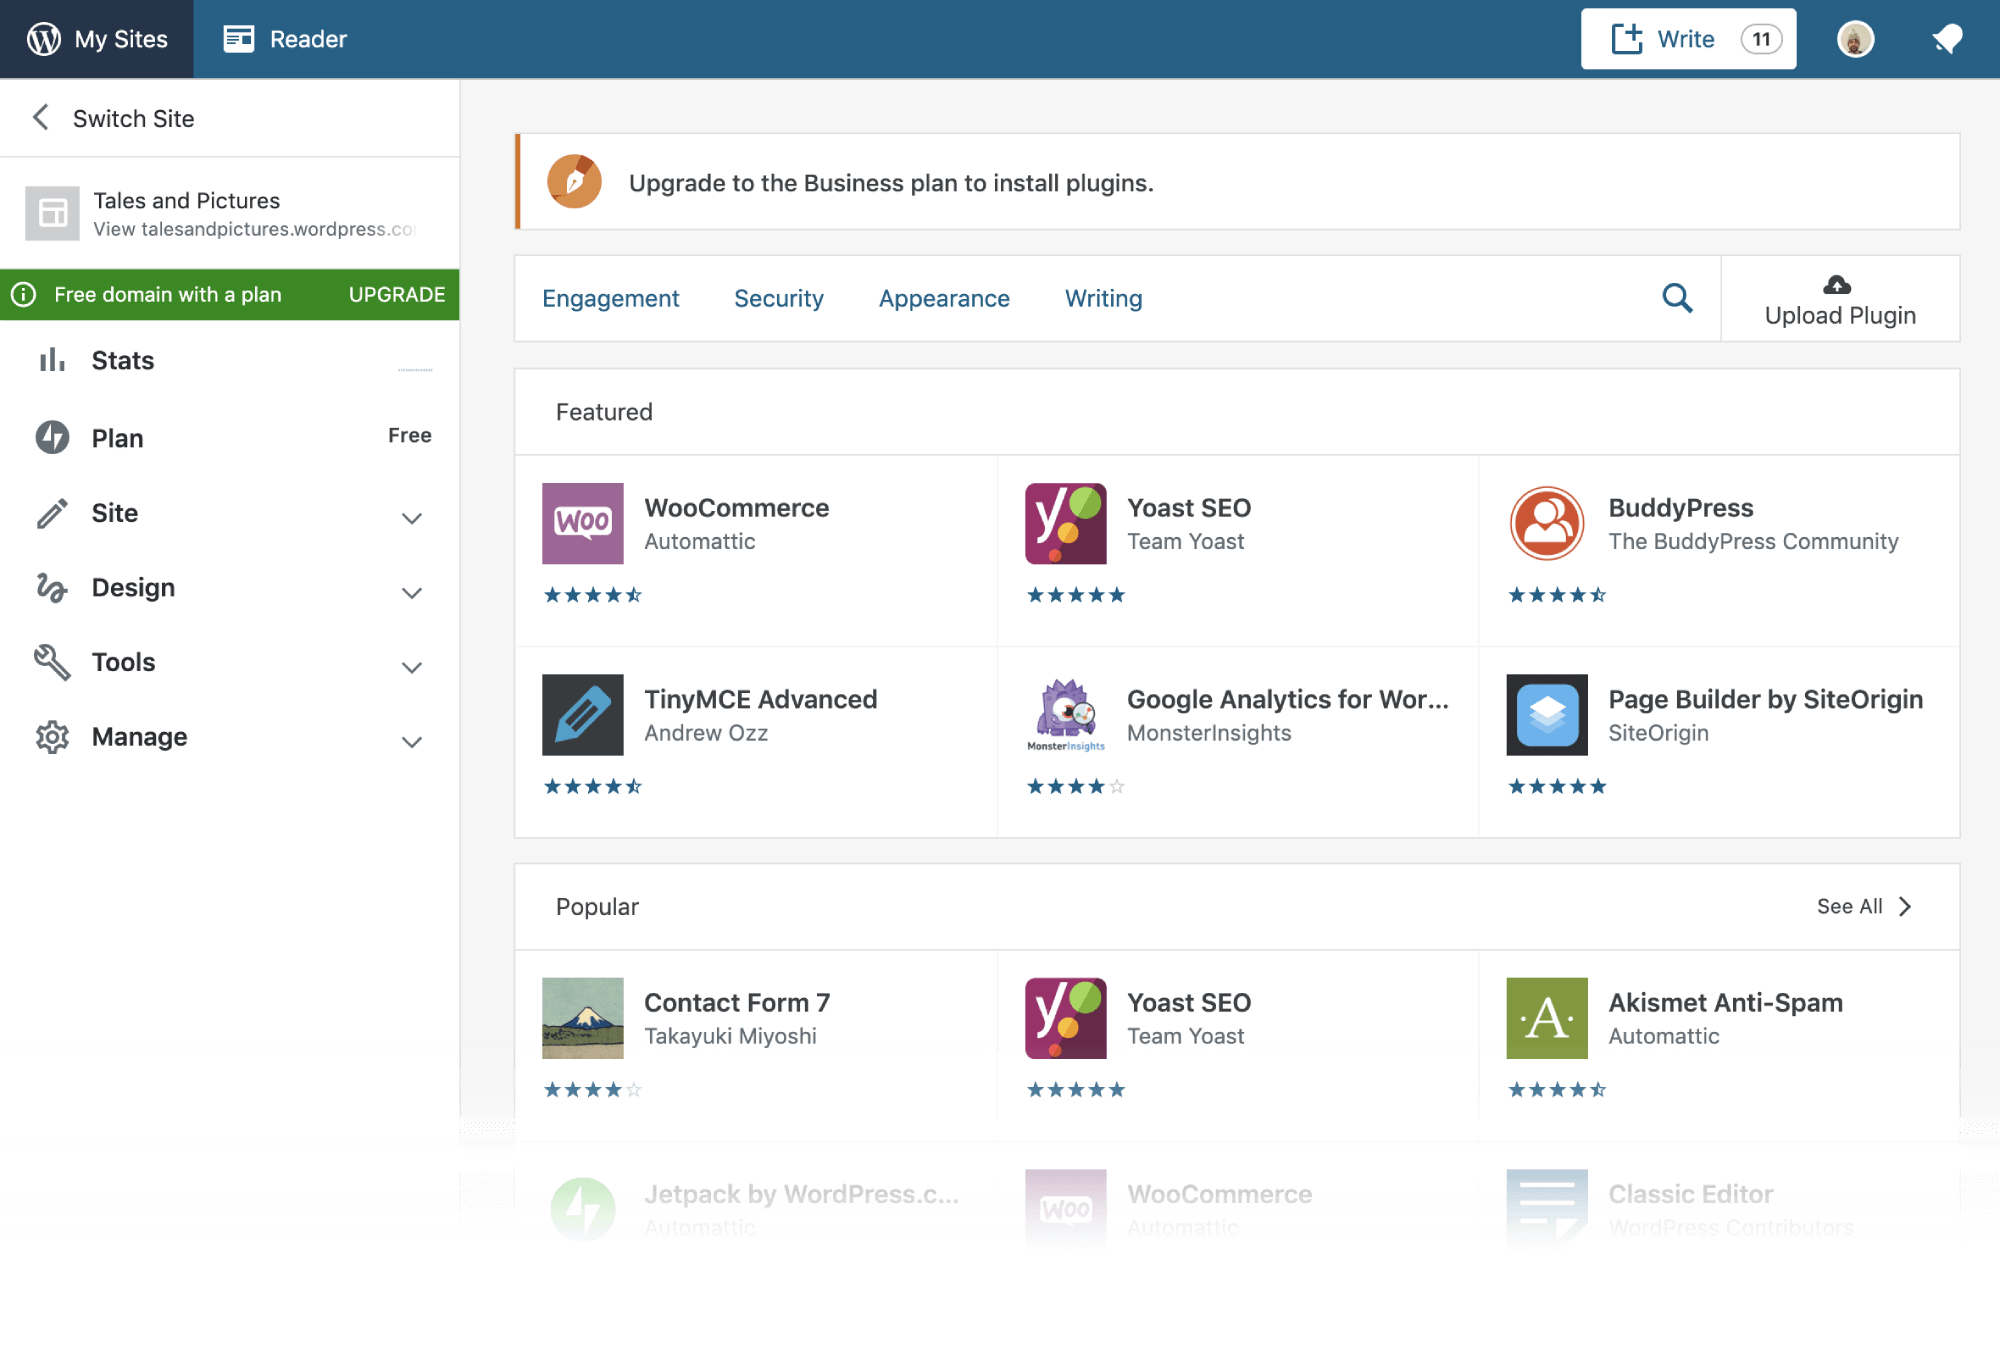 My Sites
Reader
Write
11
Switch Site
Tales and Pictures
View talesandpictures.wordpress.co
Free domain with a plan
UPGRADE
Stats
Plan
Free
Site
Design
Tools
Manage
Upgrade to the Business plan to install plugins.
Engagement
Security
Appearance
Writing
Upload Plugin
Featured
WOO
WooCommerce
Automattic
y
Yoast SEO
Team Yoast
BuddyPress
The BuddyPress Community
TinyMCE Advanced
Andrew Ozz
MonsterInsights
Google Analytics for Wor...
MonsterInsights
Page Builder by SiteOrigin
SiteOrigin
Popular
See All
Contact Form 7
Takayuki Miyoshi
y
Yoast SEO
Team Yoast
·A·
Akismet Anti-Spam
Automattic
Jetpack by WordPress.c...
Automattic
WOO
WooCommerce
Automattic
Classic Editor
WordPress Contributors